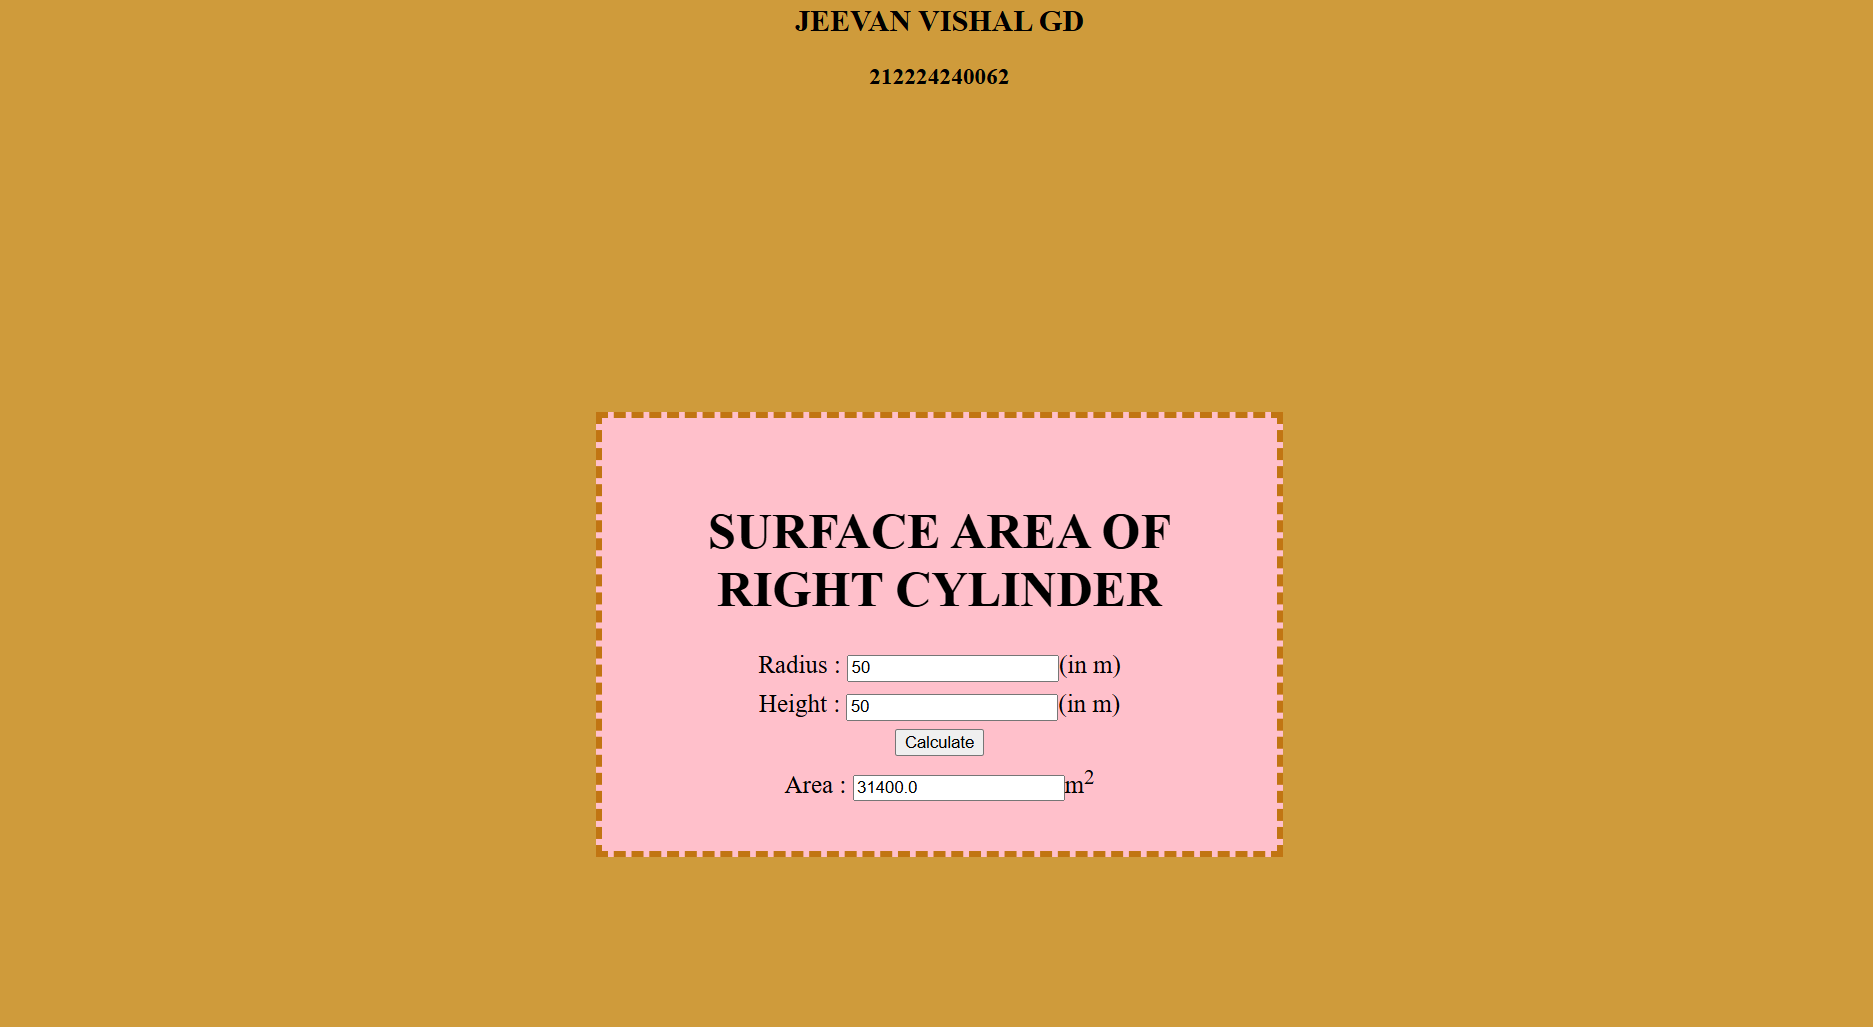 JEEVAN VISHAL GD
212224240062
SURFACE AREA OF
RIGHT CYLINDER
Radius : 50 (in m)
Height : 50 (in m)
Calculate
Area : 31400.0 m²